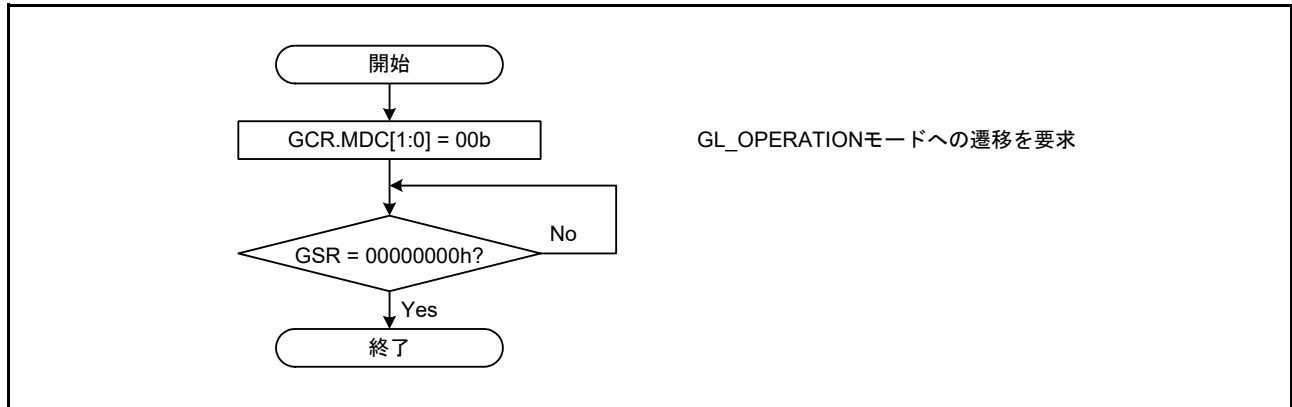 開始
GCR.MDC[1:0] = 00b
GL_OPERATIONモードへの遷移を要求
No
GSR = 00000000h?
Yes
終了